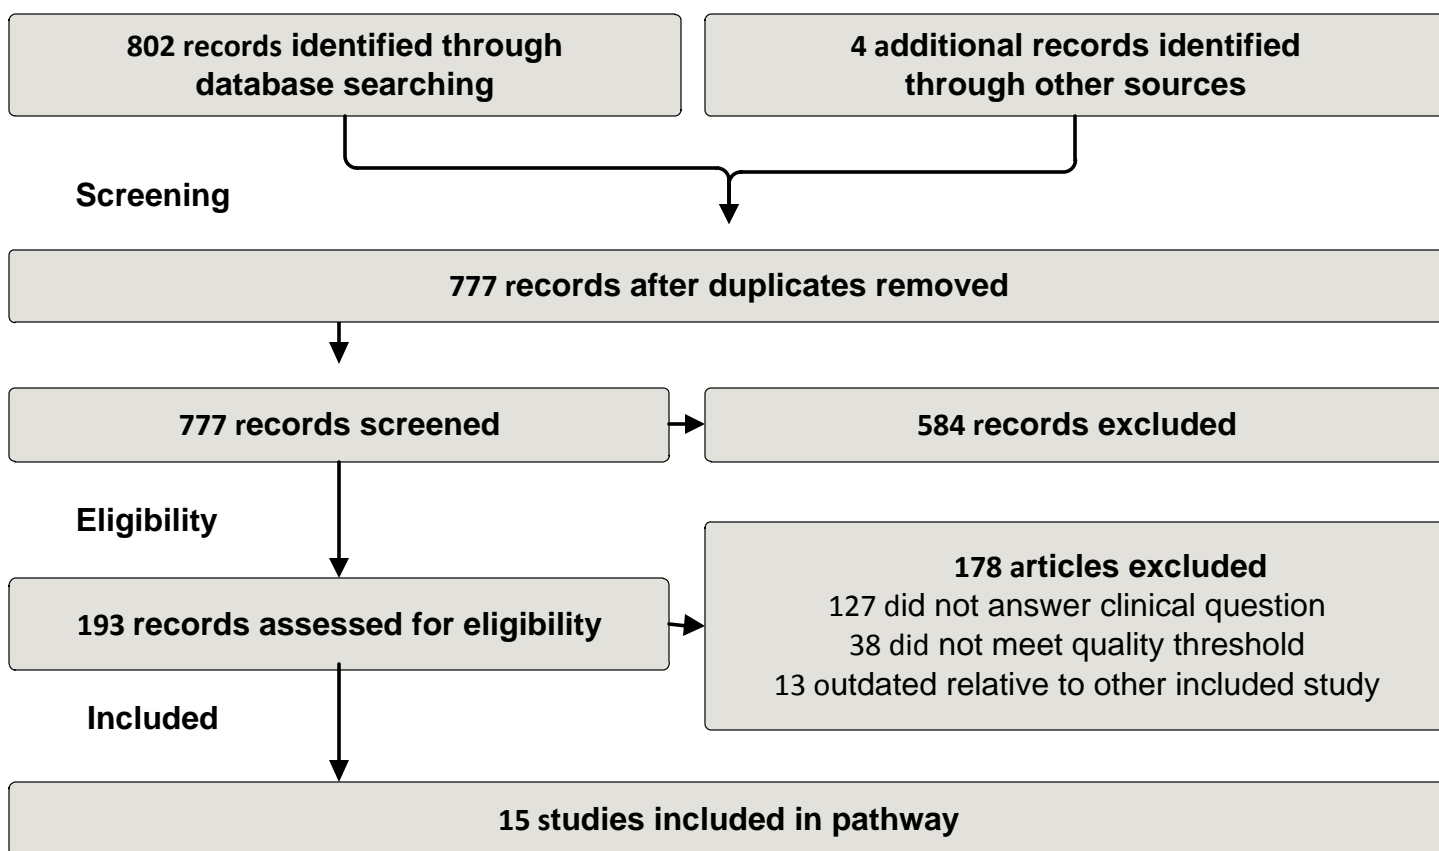 802 records identified through
database searching
4 additional records identified
through other sources
Screening
777 records after duplicates removed
777 records screened
584 records excluded
Eligibility
193 records assessed for eligibility
178 articles excluded
127 did not answer clinical question
38 did not meet quality threshold
13 outdated relative to other included study
Included
15 studies included in pathway